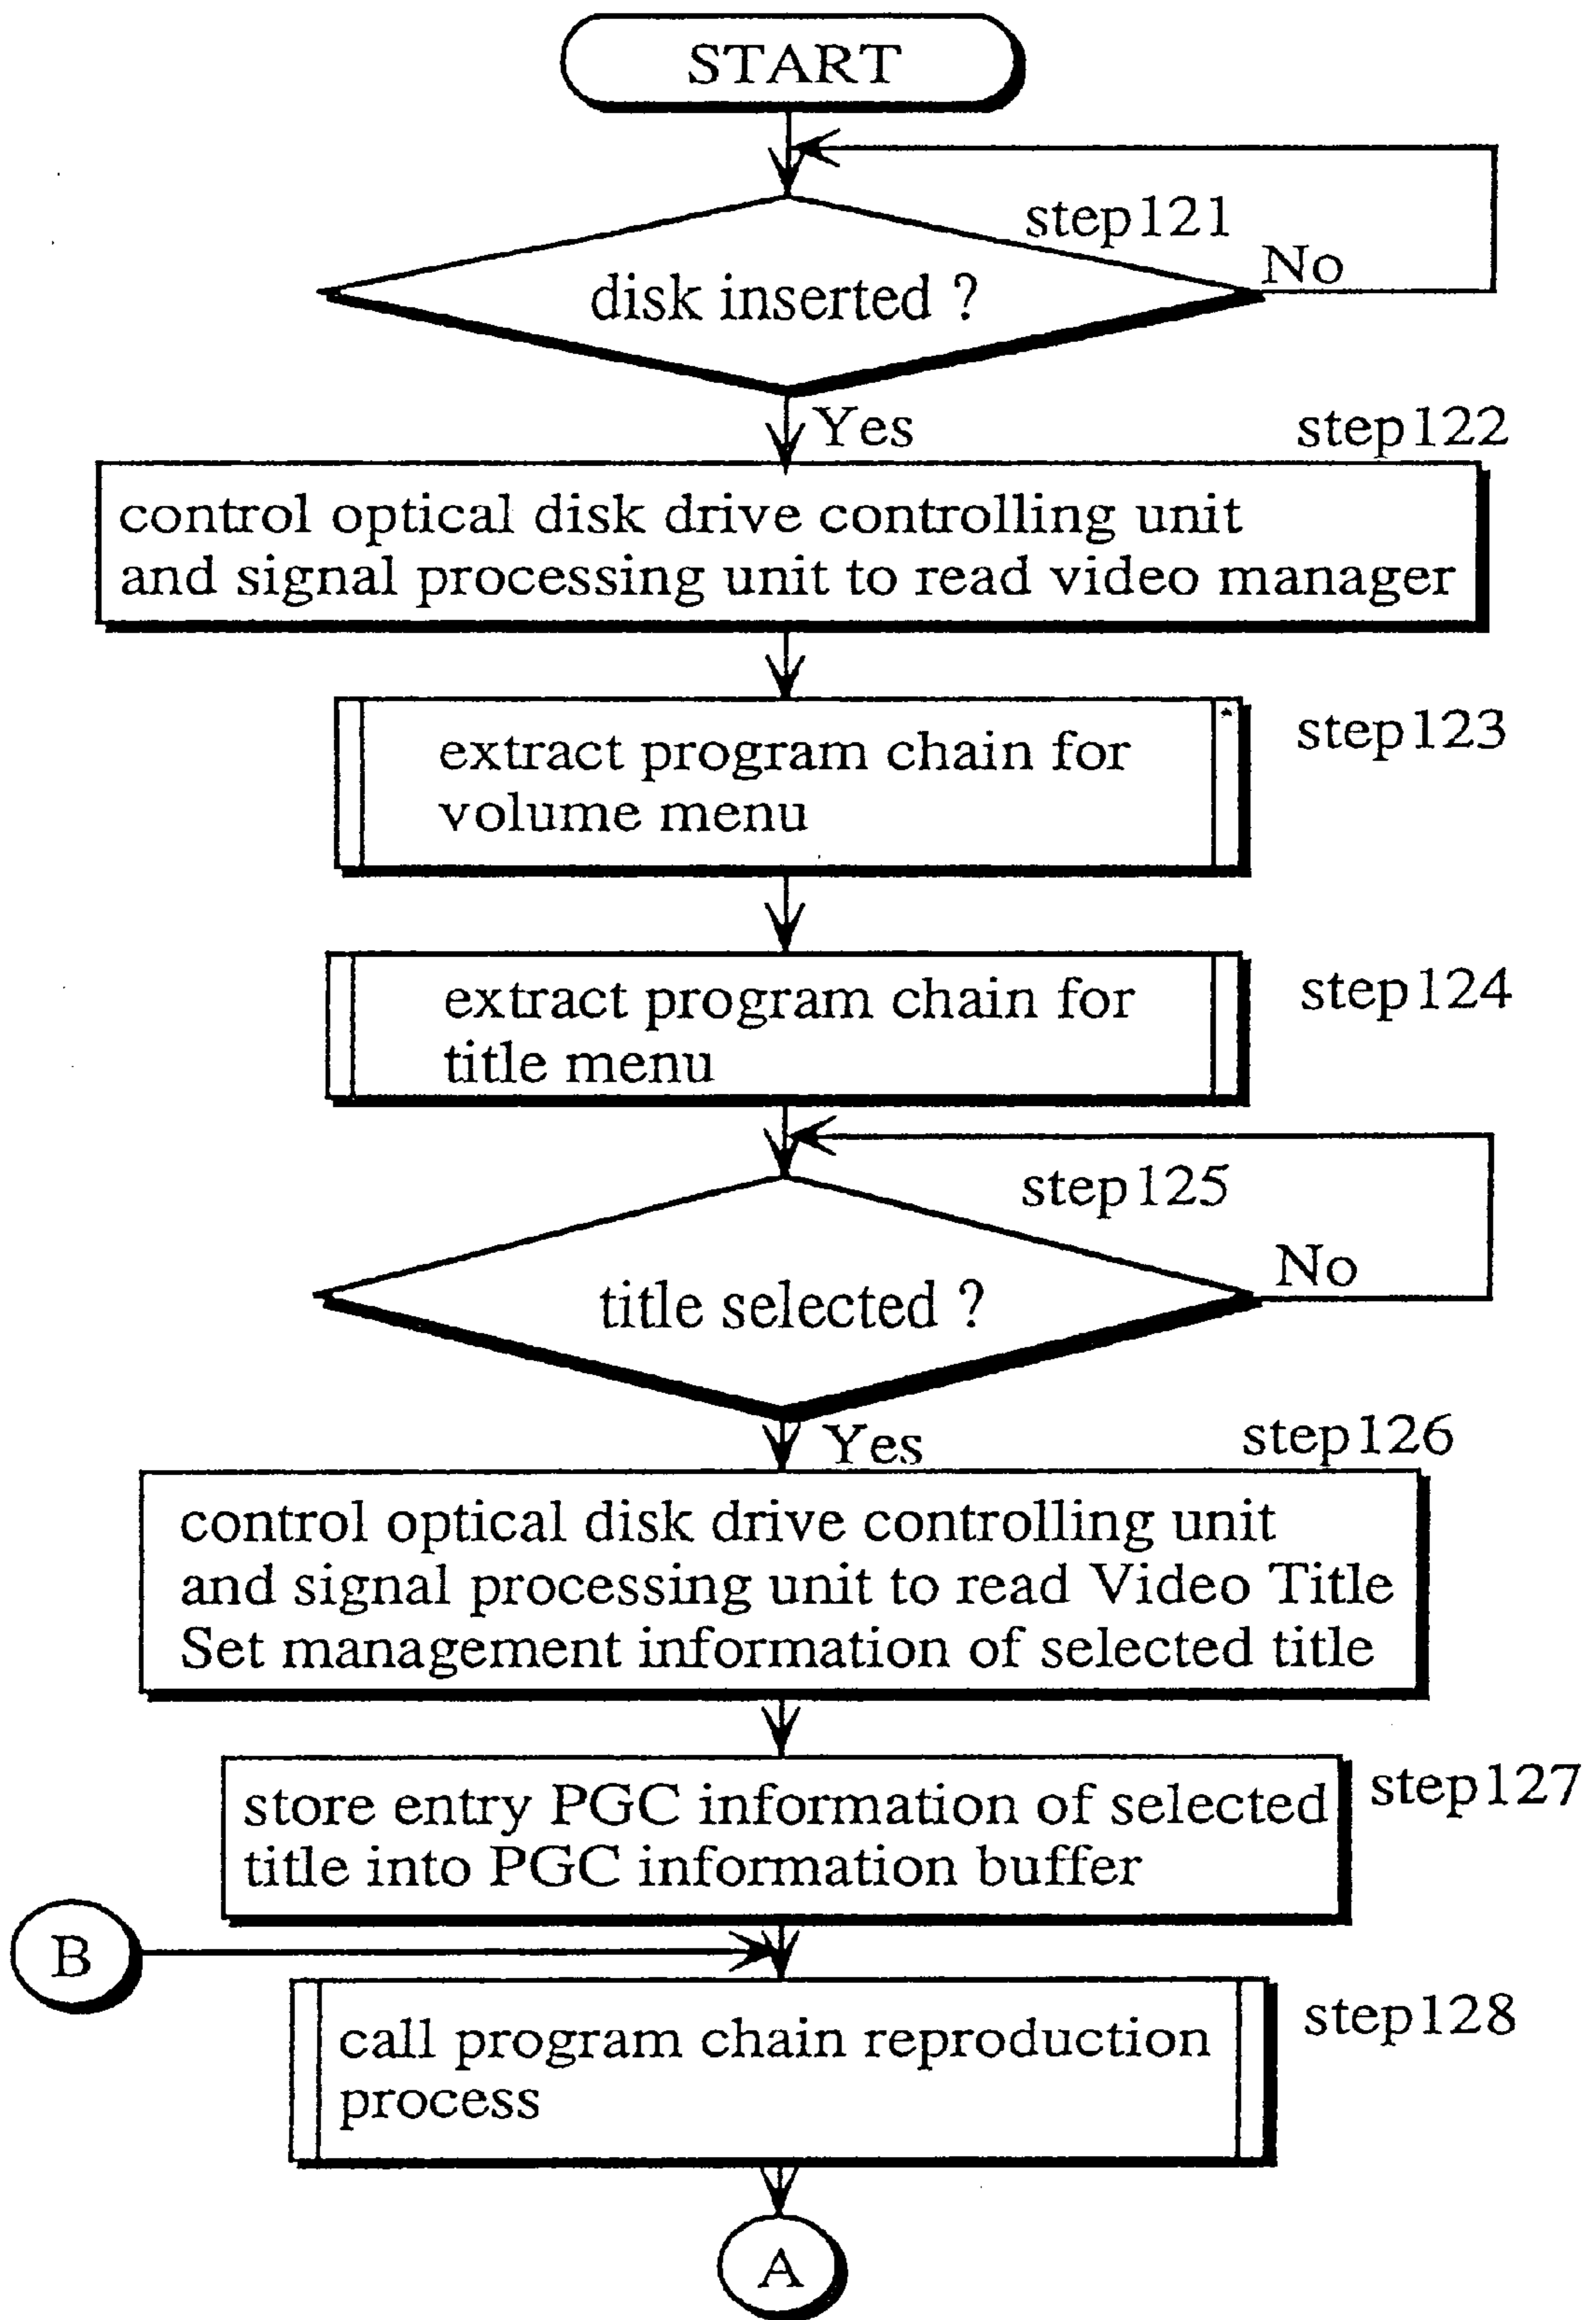 START
step121
No
disk inserted ?
Yes
step122
control optical disk drive controlling unit
and signal processing unit to read video manager
step123
extract program chain for
volume menu
step124
extract program chain for
title menu
step125
No
title selected ?
Yes
step126
control optical disk drive controlling unit
and signal processing unit to read Video Title
Set management information of selected title
step127
store entry PGC information of selected
title into PGC information buffer
B
step128
call program chain reproduction
process
A